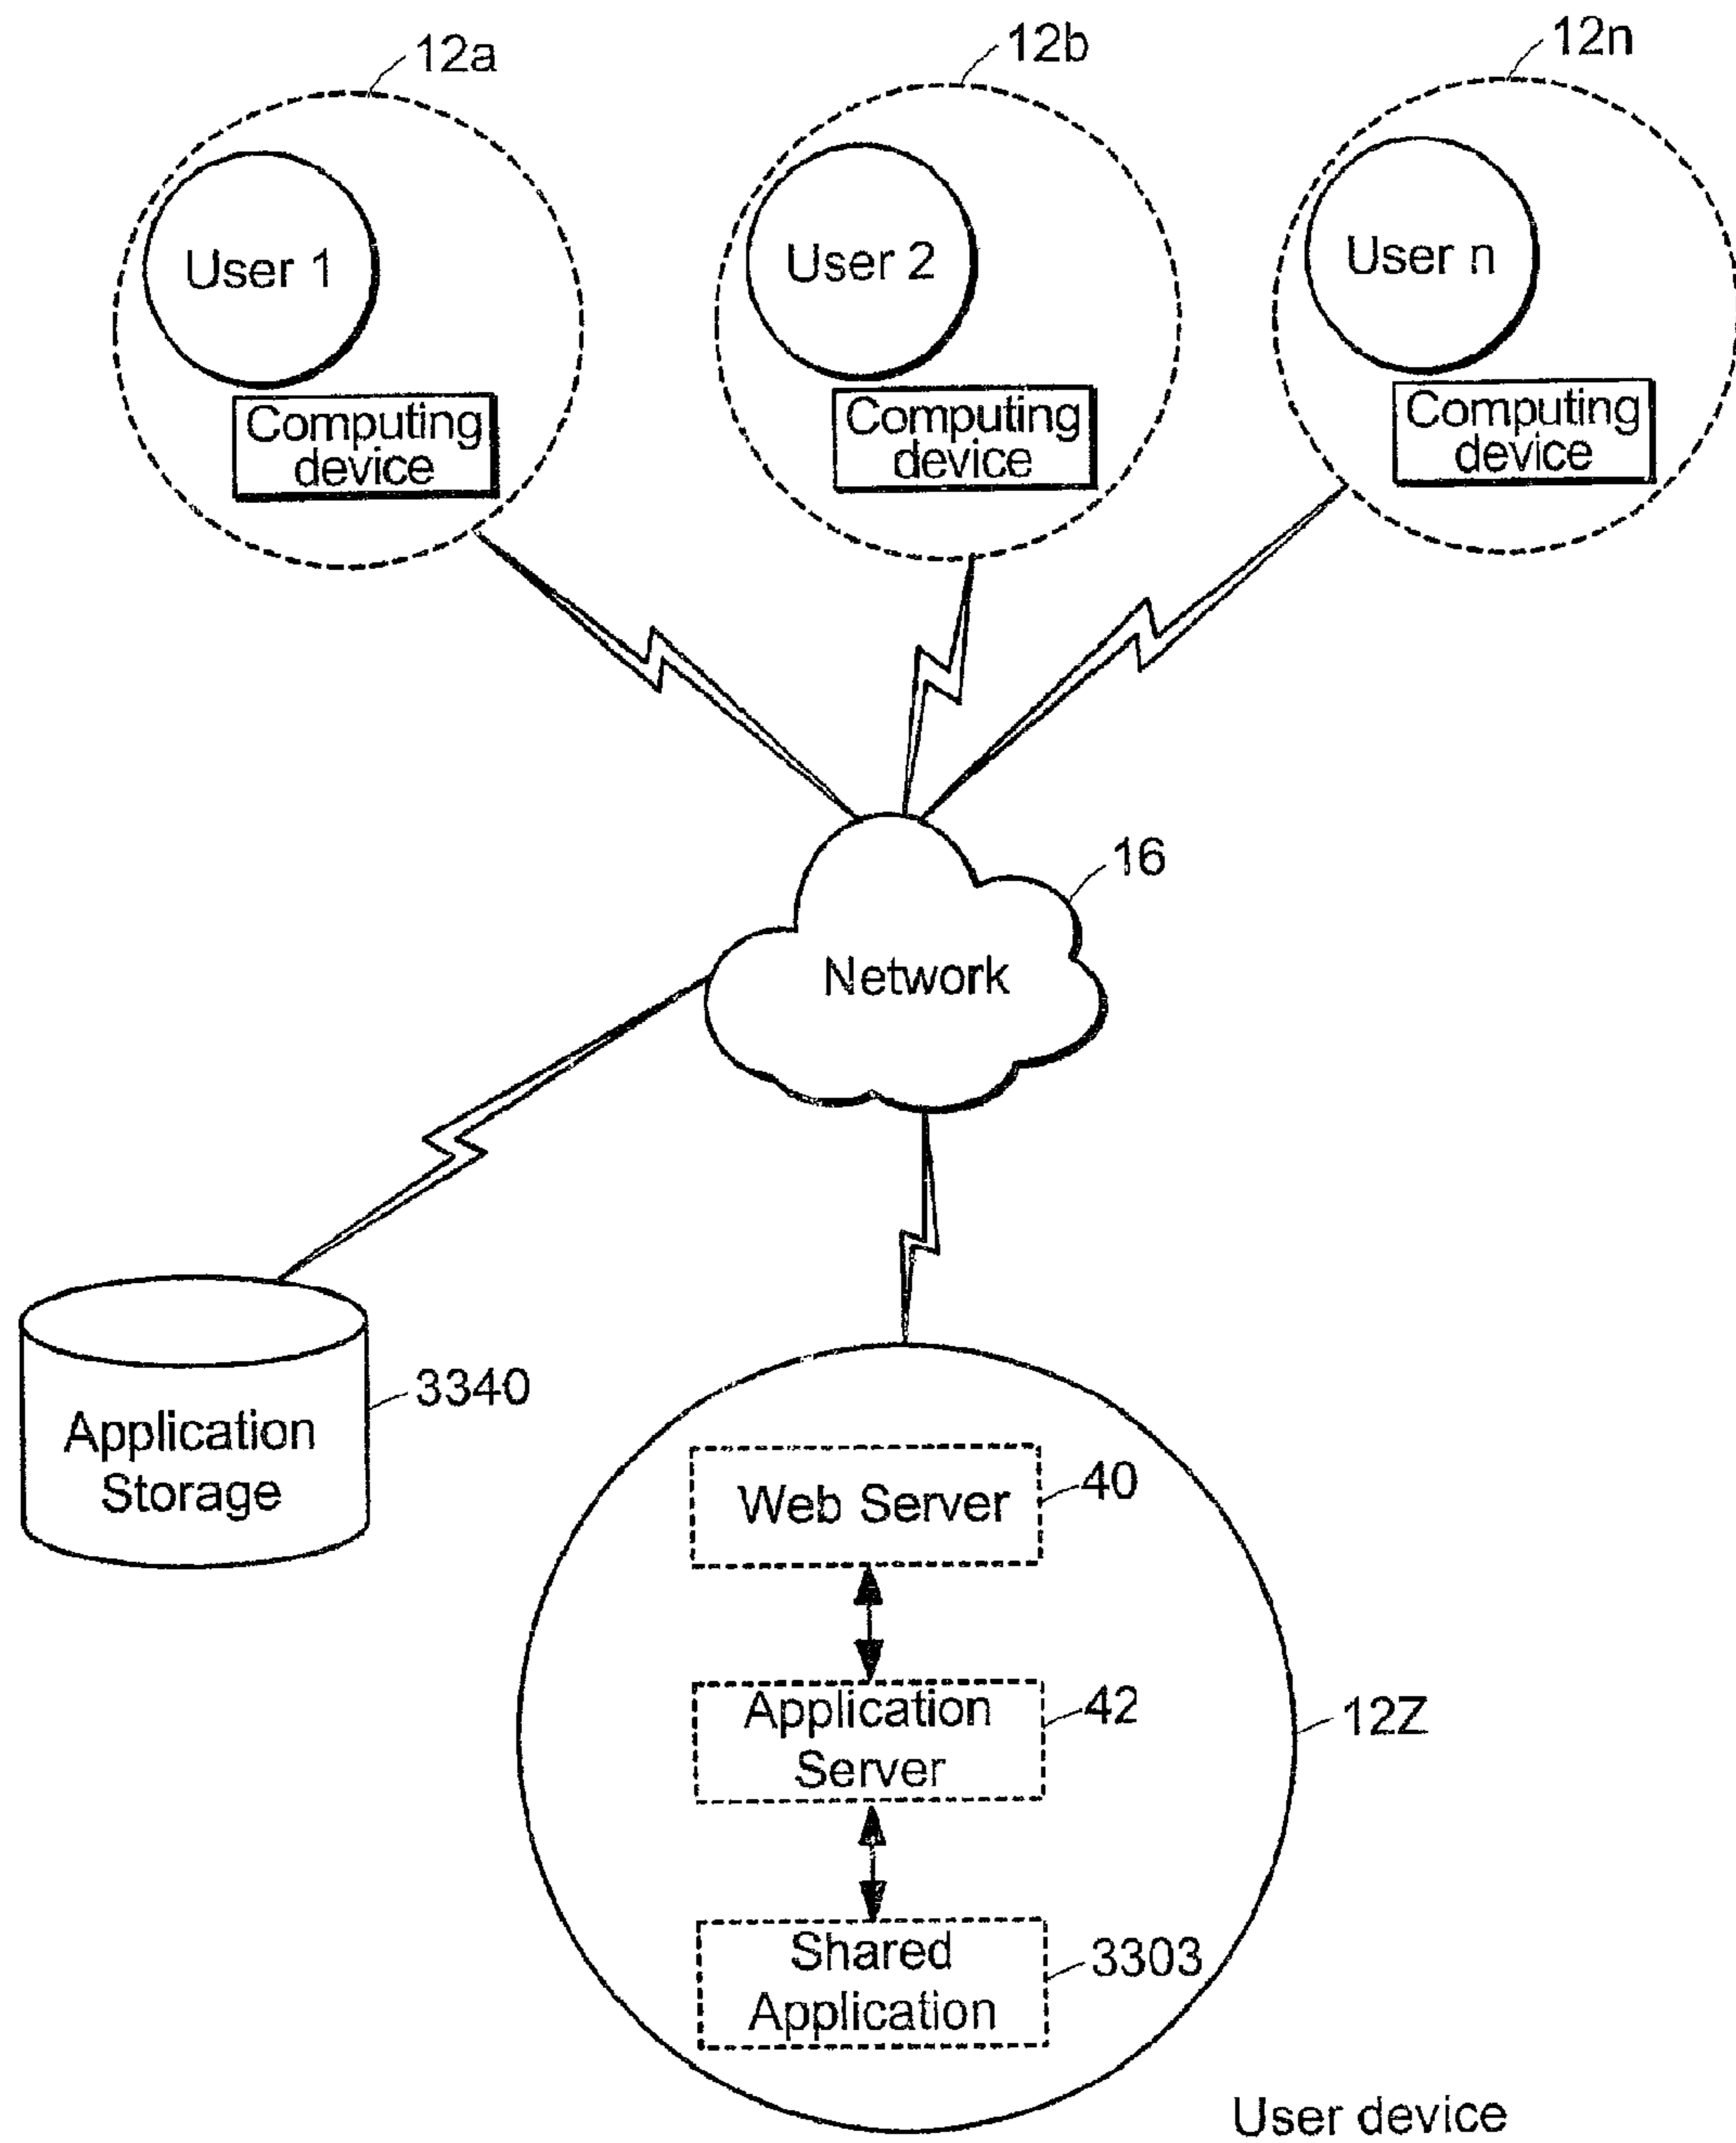 12a
12b
12n
User 1
User 2
User n
Computing
device
Computing
device
Computing
device
16
Network
3340
Application
Storage
Web Server
40
Application
Server
42
12Z
Shared
Application
3303
User device